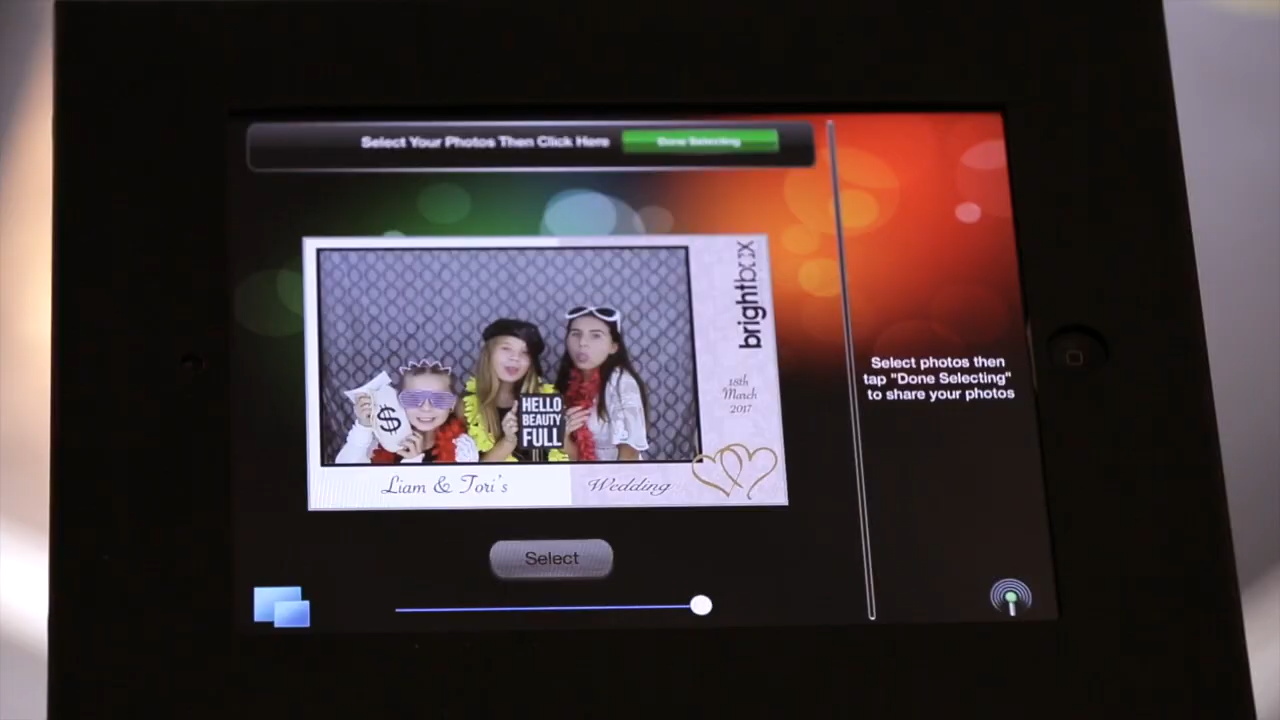 Select Your Photos Then Click Here
Done Selecting
brightbox
18th
March
2017
$
HELLO
BEAUTY
FULL
Liam & Tori's
Wedding
Select photos then
tap "Done Selecting"
to share your photos
Select